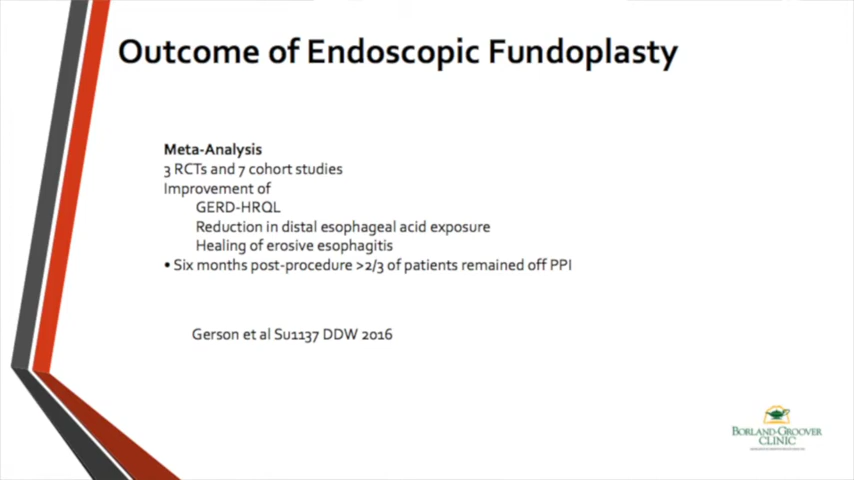 Outcome of Endoscopic Fundoplasty
Meta-Analysis
3 RCTs and 7 cohort studies
Improvement of
GERD-HRQL
Reduction in distal esophageal acid exposure
Healing of erosive esophagitis
• Six months post-procedure >2/3 of patients remained off PPI
Gerson et al Su1137 DDW 2016
BORLAND-GROOVER
CLINIC